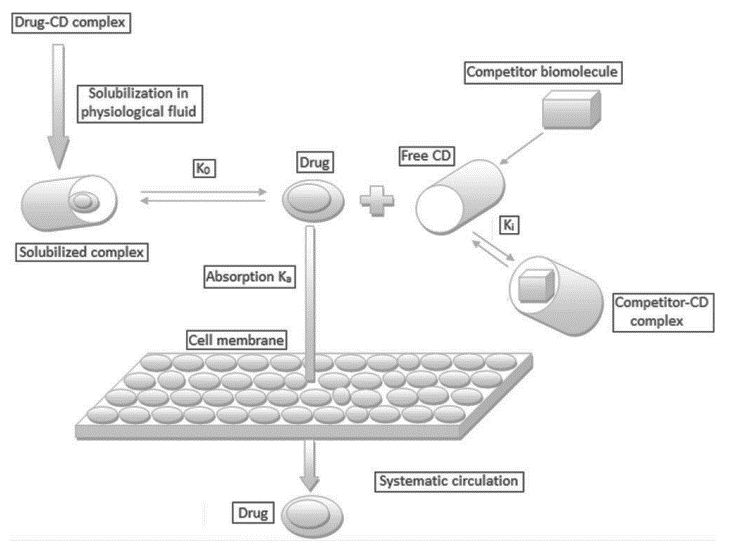 Drug-CD complex
Solubilization in
physiological fluid
Competitor biomolecule
K0
Drug
Free CD
Ki
Solubilized complex
Absorption Ka
Competitor-CD
complex
Cell membrane
Systematic circulation
Drug